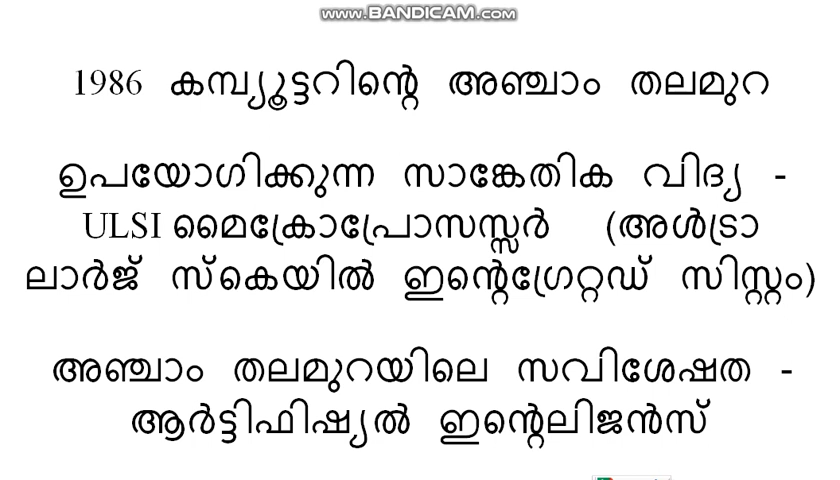 www.BANDICAM.com
1986 കമ്പ്യൂട്ടറിന്റെ അഞ്ചാം തലമുറ
ഉപയോഗിക്കുന്ന സാങ്കേതിക വിദ്യ -
ULSI മൈക്രോപ്രോസസ്സർ (അൾട്രാ
ലാർജ് സ്കെയിൽ ഇന്റെഗ്രേറ്റഡ് സിസ്റ്റം)
അഞ്ചാം തലമുറയിലെ സവിശേഷത -
ആർട്ടിഫിഷ്യൽ ഇന്റെലിജൻസ്